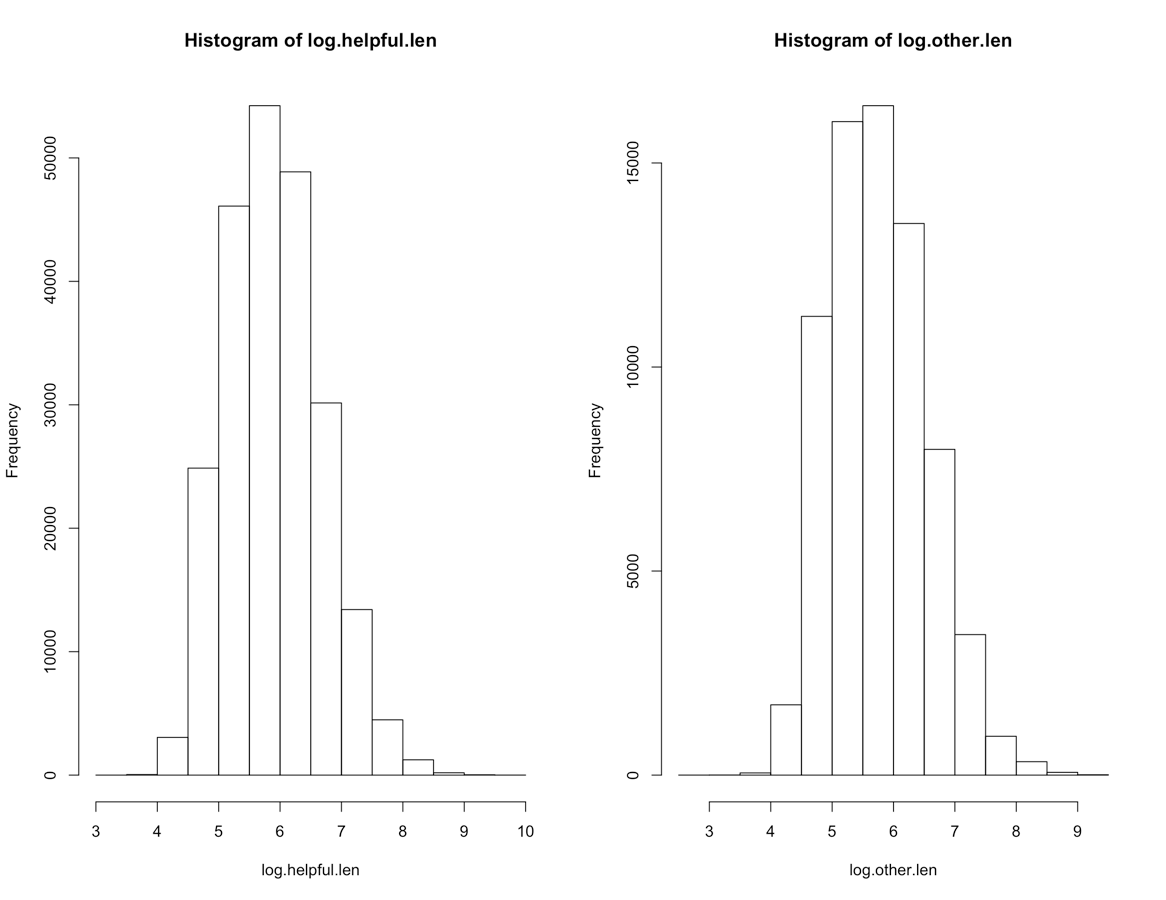 Histogram of log.helpful.len
Frequency
0
10000
20000
30000
40000
50000
3 4 5 6 7 8 9 10
log.helpful.len
Histogram of log.other.len
Frequency
0
5000
10000
15000
3 4 5 6 7 8 9
log.other.len